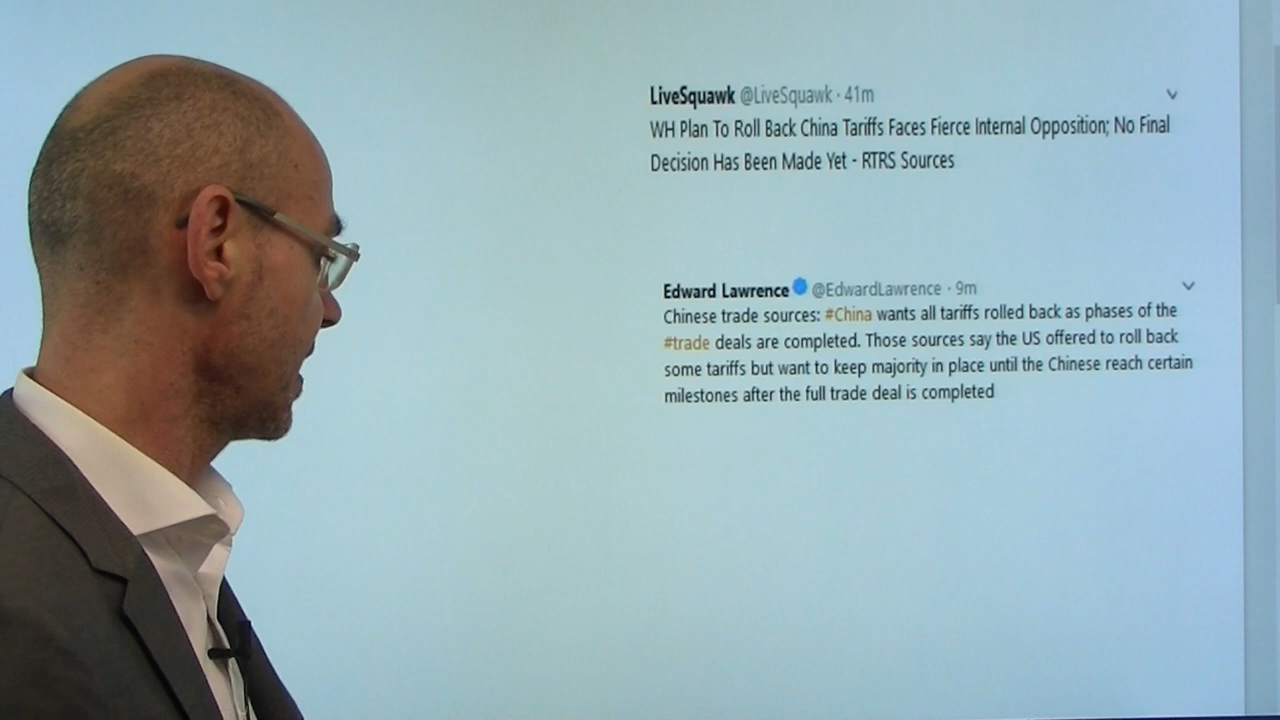 LiveSquawk @LiveSquawk · 41m
WH Plan To Roll Back China Tariffs Faces Fierce Internal Opposition; No Final
Decision Has Been Made Yet - RTRS Sources
Edward Lawrence @EdwardLawrence · 9m
Chinese trade sources: #China wants all tariffs rolled back as phases of the
#trade deals are completed. Those sources say the US offered to roll back
some tariffs but want to keep majority in place until the Chinese reach certain
milestones after the full trade deal is completed